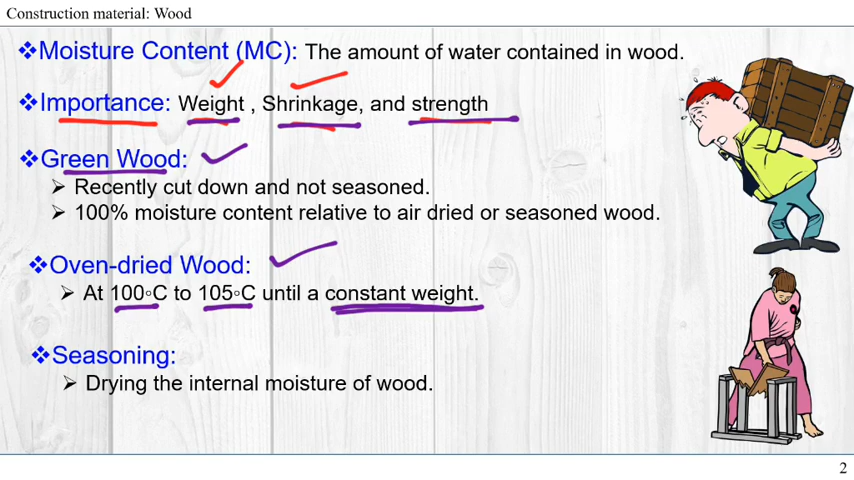 Construction material: Wood
❖Moisture Content (MC): The amount of water contained in wood.
❖Importance: Weight , Shrinkage, and strength
❖Green Wood:
➢ Recently cut down and not seasoned.
➢ 100% moisture content relative to air dried or seasoned wood.
❖Oven-dried Wood:
➢ At 100◦C to 105◦C until a constant weight.
❖Seasoning:
➢ Drying the internal moisture of wood.
2